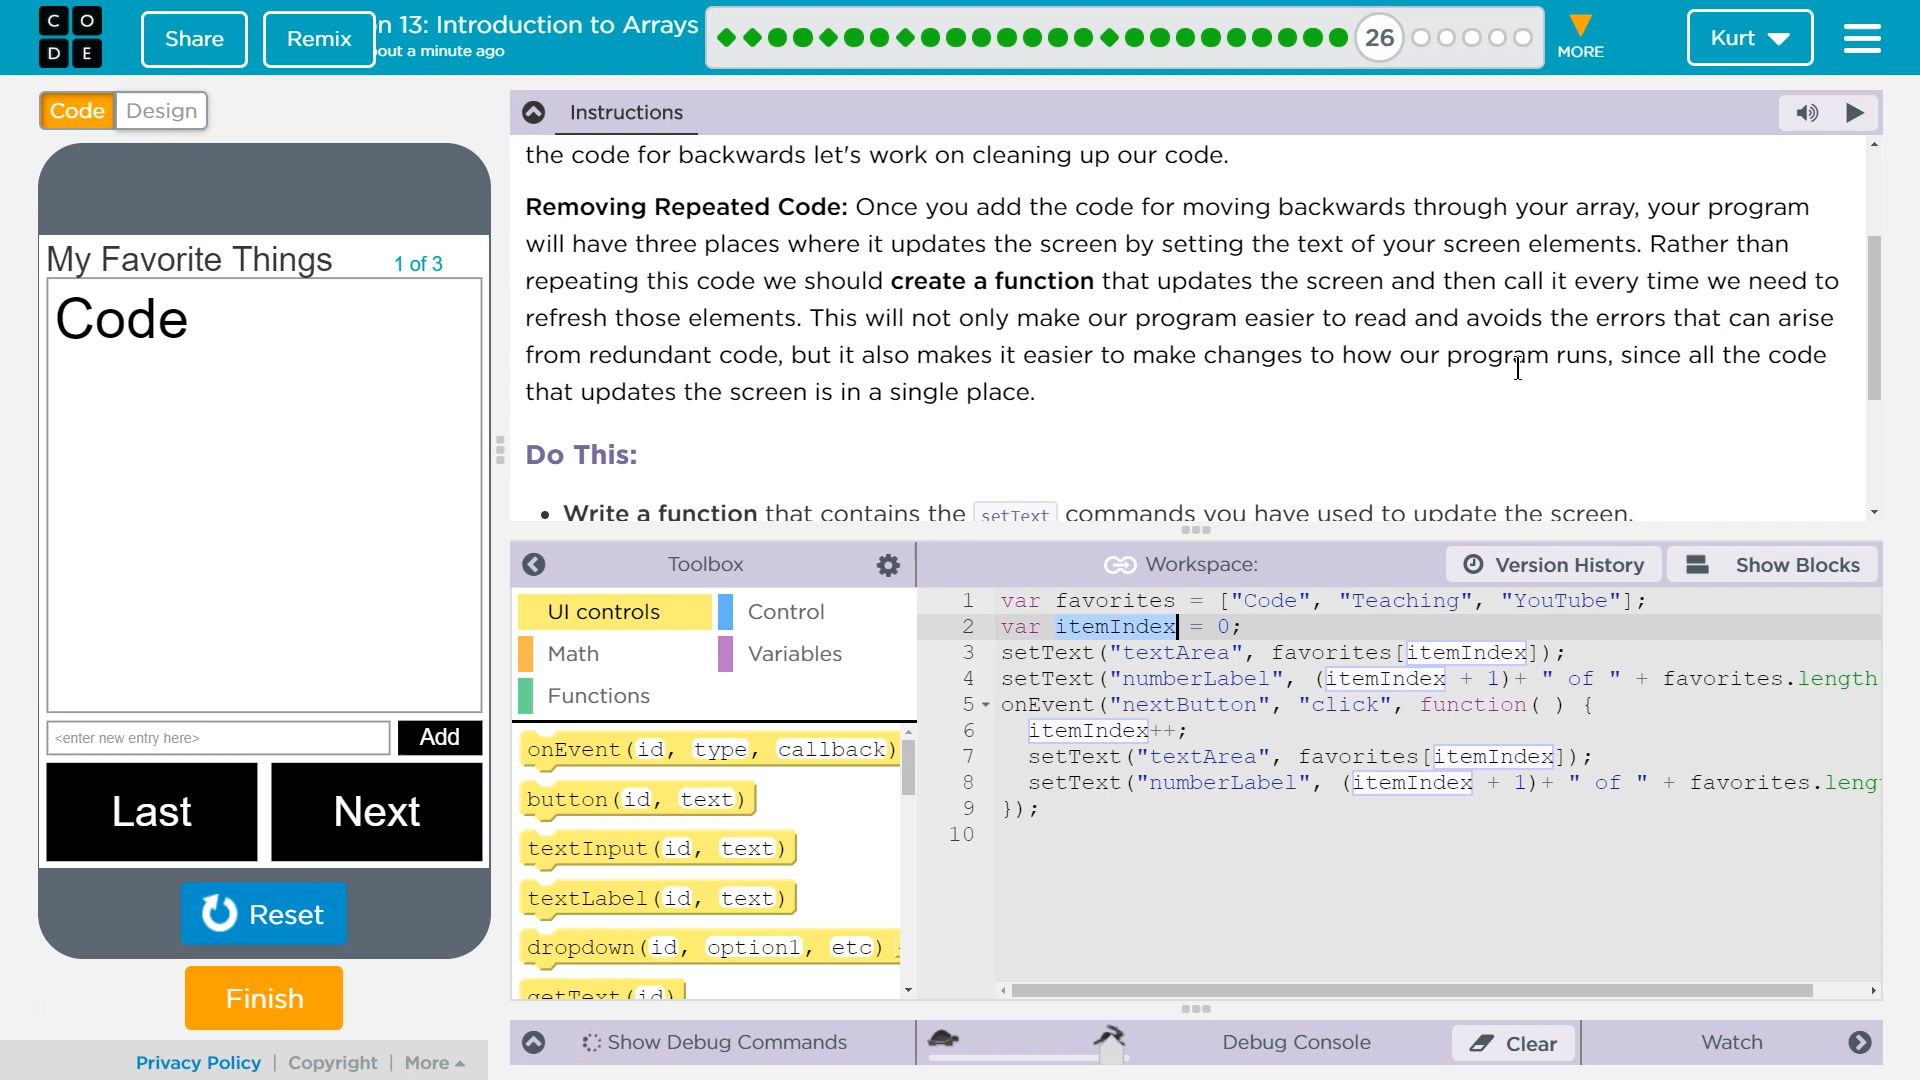 C O D E
Share
Remix
n 13: Introduction to Arrays
out a minute ago
26
MORE
Kurt
Code
Design
Instructions
the code for backwards let's work on cleaning up our code.
Removing Repeated Code: Once you add the code for moving backwards through your array, your program
will have three places where it updates the screen by setting the text of your screen elements. Rather than
repeating this code we should create a function that updates the screen and then call it every time we need to
refresh those elements. This will not only make our program easier to read and avoids the errors that can arise
from redundant code, but it also makes it easier to make changes to how our program runs, since all the code
that updates the screen is in a single place.
Do This:
• Write a function that contains the setText commands you have used to update the screen.
My Favorite Things
1 of 3
Code
<enter new entry here>
Add
Last
Next
Reset
Finish
Privacy Policy | Copyright | More
Toolbox
UI controls
Control
Math
Variables
Functions
onEvent(id, type, callback)
button(id, text)
textInput(id, text)
textLabel(id, text)
dropdown(id, option1, etc)
getText(id)
Workspace:
Version History
Show Blocks
1 var favorites = ["Code", "Teaching", "YouTube"];
2 var itemIndex = 0;
3 setText("textArea", favorites[itemIndex]);
4 setText("numberLabel", (itemIndex + 1)+ " of " + favorites.length
5 onEvent("nextButton", "click", function( ) {
6 itemIndex++;
7 setText("textArea", favorites[itemIndex]);
8 setText("numberLabel", (itemIndex + 1)+ " of " + favorites.leng
9 });
10
Show Debug Commands
Debug Console
Clear
Watch